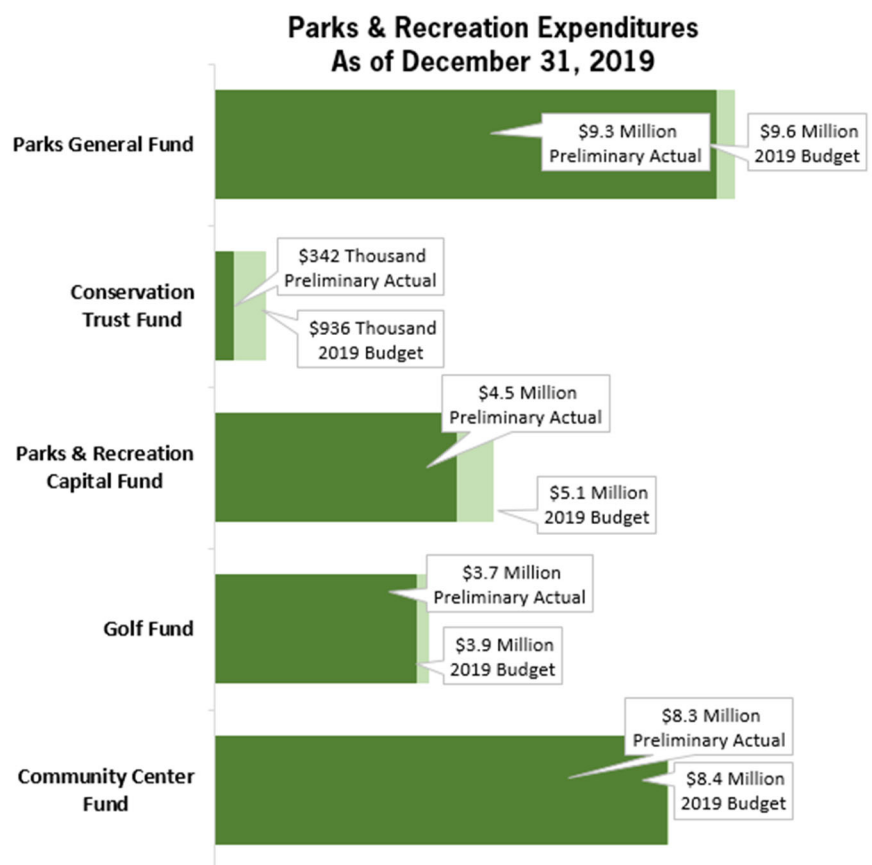 Parks & Recreation Expenditures
As of December 31, 2019
Parks General Fund
$9.3 Million
Preliminary Actual
$9.6 Million
2019 Budget
Conservation
Trust Fund
$342 Thousand
Preliminary Actual
$936 Thousand
2019 Budget
Parks & Recreation
Capital Fund
$4.5 Million
Preliminary Actual
$5.1 Million
2019 Budget
Golf Fund
$3.7 Million
Preliminary Actual
$3.9 Million
2019 Budget
Community Center
Fund
$8.3 Million
Preliminary Actual
$8.4 Million
2019 Budget